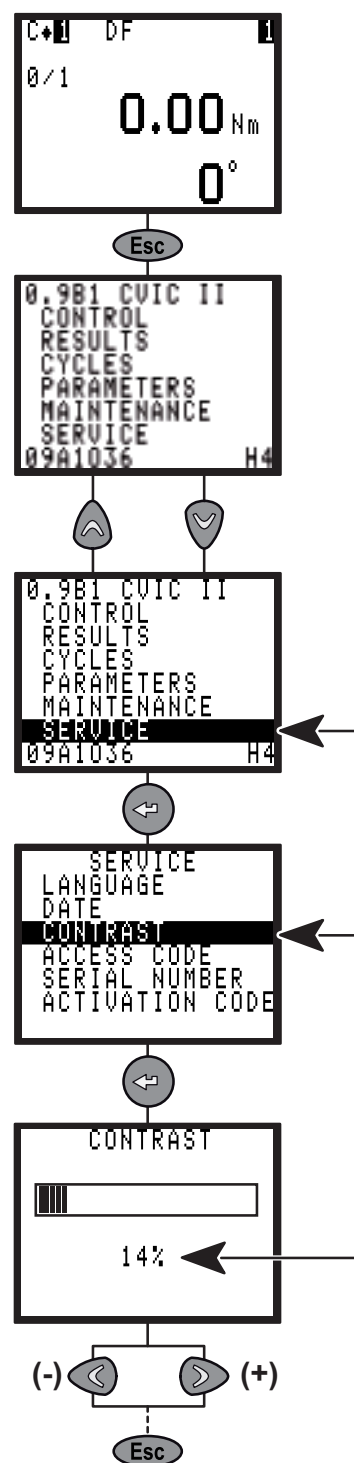 C♦1 DF 1
0/1
0.00 Nm
0°
Esc
0.9B1 CVIC II
CONTROL
RESULTS
CYCLES
PARAMETERS
MAINTENANCE
SERVICE
09A1036 H4
0.9B1 CVIC II
CONTROL
RESULTS
CYCLES
PARAMETERS
MAINTENANCE
SERVICE
09A1036 H4
SERVICE
LANGUAGE
DATE
CONTRAST
ACCESS CODE
SERIAL NUMBER
ACTIVATION CODE
CONTRAST
14%
(-) (+)
Esc